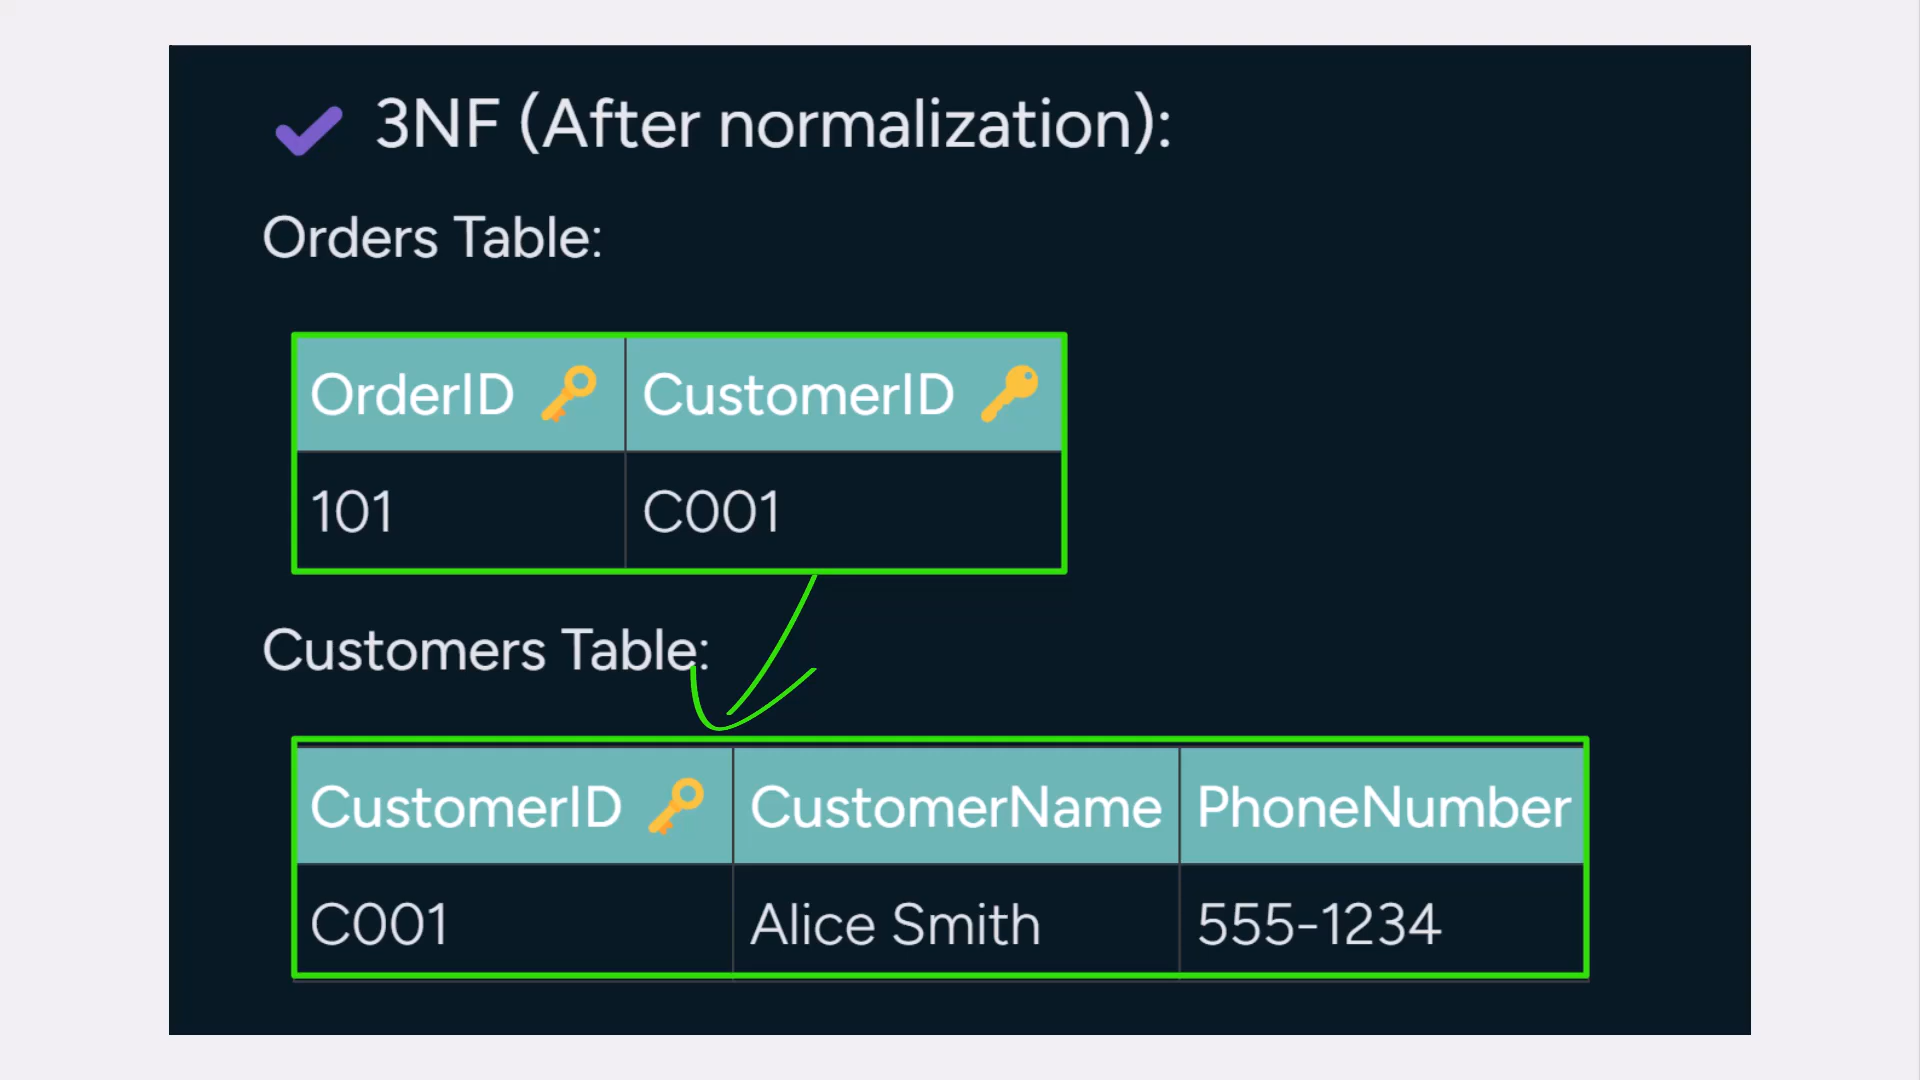 3NF (After normalization):
Orders Table:
OrderID CustomerID
101 C001
Customers Table:
CustomerID CustomerName PhoneNumber
C001 Alice Smith 555-1234